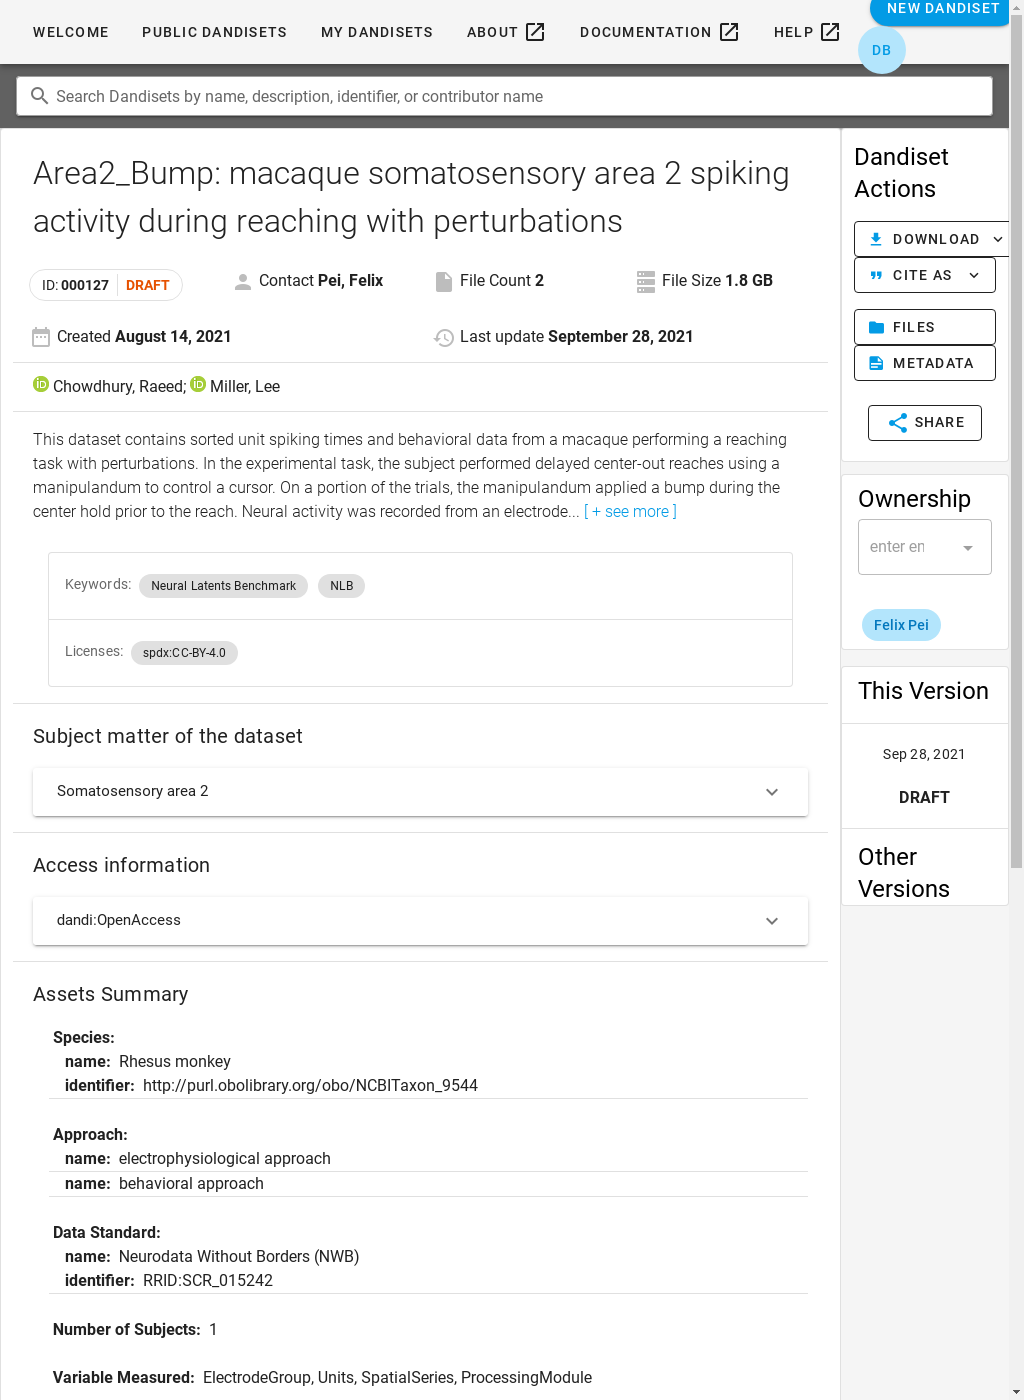 WELCOME PUBLIC DANDISETS MY DANDISETS ABOUT DOCUMENTATION HELP NEW DANDISET
DB
Search Dandisets by name, description, identifier, or contributor name
Area2_Bump: macaque somatosensory area 2 spiking
activity during reaching with perturbations
ID: 000127 DRAFT
Contact Pei, Felix
File Count 2
File Size 1.8 GB
Created August 14, 2021
Last update September 28, 2021
iD Chowdhury, Raeed; iD Miller, Lee
This dataset contains sorted unit spiking times and behavioral data from a macaque performing a reaching
task with perturbations. In the experimental task, the subject performed delayed center-out reaches using a
manipulandum to control a cursor. On a portion of the trials, the manipulandum applied a bump during the
center hold prior to the reach. Neural activity was recorded from an electrode... [ + see more ]
Keywords: Neural Latents Benchmark NLB
Licenses: spdx:CC-BY-4.0
Subject matter of the dataset
Somatosensory area 2
Access information
dandi:OpenAccess
Assets Summary
Species:
name: Rhesus monkey
identifier: http://purl.obolibrary.org/obo/NCBITaxon_9544
Approach:
name: electrophysiological approach
name: behavioral approach
Data Standard:
name: Neurodata Without Borders (NWB)
identifier: RRID:SCR_015242
Number of Subjects: 1
Variable Measured: ElectrodeGroup, Units, SpatialSeries, ProcessingModule
Dandiset
Actions
DOWNLOAD
CITE AS
FILES
METADATA
SHARE
Ownership
enter en
Felix Pei
This Version
Sep 28, 2021
DRAFT
Other
Versions